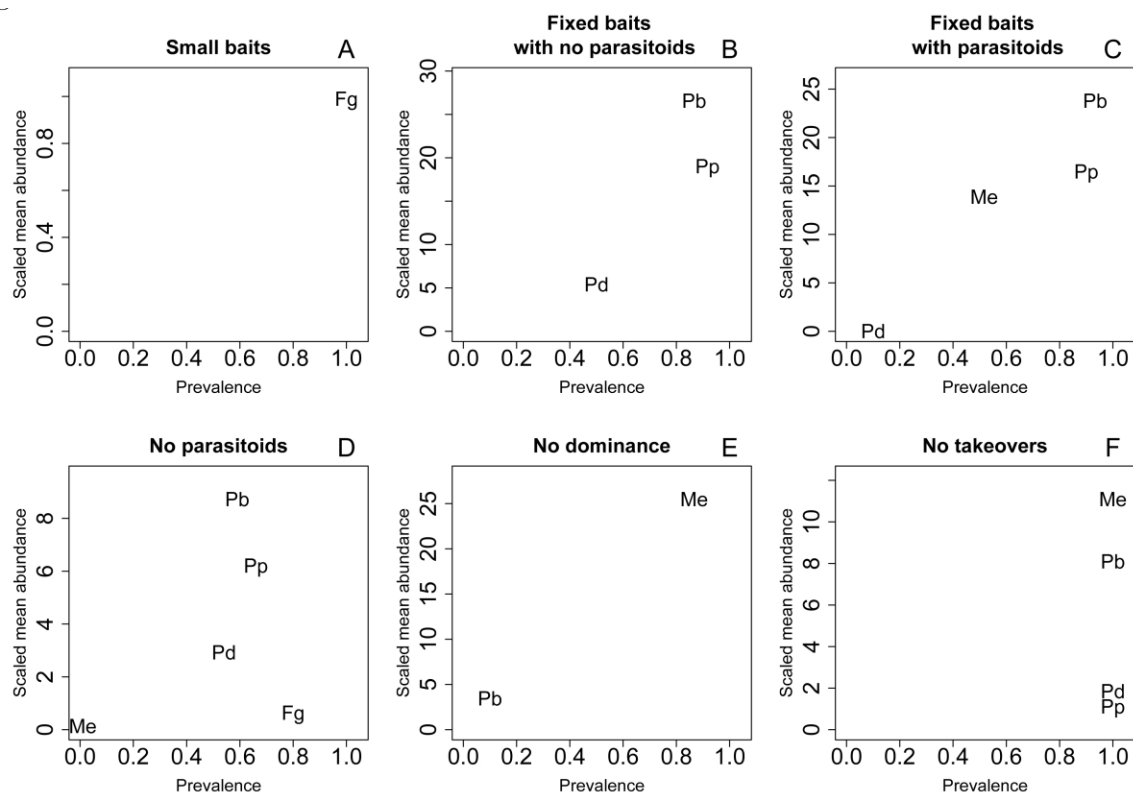 Small baits A
Fixed baits
with no parasitoids B
Fixed baits
with parasitoids C
Scaled mean abundance
0.0 0.4 0.8
Fg
0.0 0.2 0.4 0.6 0.8 1.0
Prevalence
Scaled mean abundance
0 5 10 20 30
Pb
Pp
Pd
0.0 0.2 0.4 0.6 0.8 1.0
Prevalence
Scaled mean abundance
0 5 10 15 20 25
Pb
Pp
Me
Pd
0.0 0.2 0.4 0.6 0.8 1.0
Prevalence
No parasitoids D
No dominance E
No takeovers F
Scaled mean abundance
0 2 4 6 8
Pb
Pp
Pd
Fg
Me
0.0 0.2 0.4 0.6 0.8 1.0
Prevalence
Scaled mean abundance
0 5 10 15 20 25
Me
Pb
0.0 0.2 0.4 0.6 0.8 1.0
Prevalence
Scaled mean abundance
0 2 4 6 8 10
Me
Pb
Pd
Pp
0.0 0.2 0.4 0.6 0.8 1.0
Prevalence